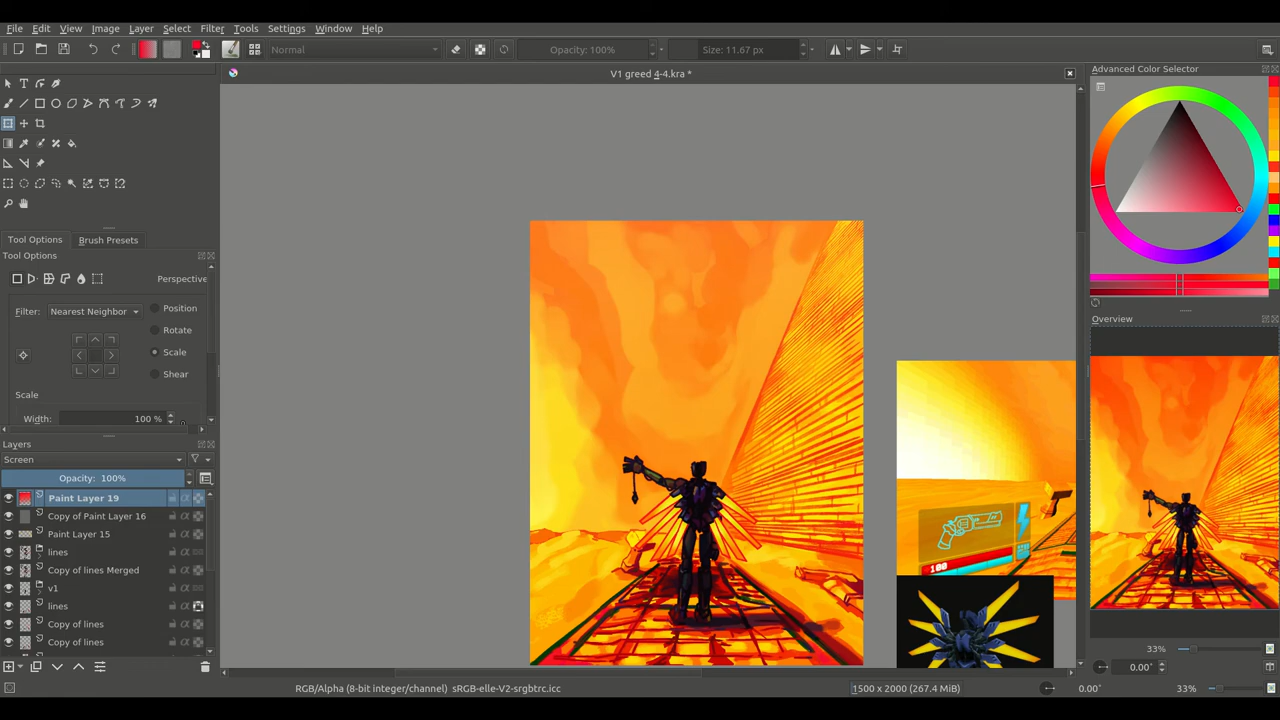 File Edit View Image Layer Select Filter Tools Settings Window Help
Normal Opacity: 100% Size: 11.67 px
V1 greed 4-4.kra *
Advanced Color Selector
Tool Options Brush Presets
Tool Options
Perspective
Filter: Nearest Neighbor Position
Rotate
Scale
Shear
Scale
Width: 100 %
Layers
Screen
Opacity: 100%
Paint Layer 19
Copy of Paint Layer 16
Paint Layer 15
lines
Copy of lines Merged
v1
lines
Copy of lines
Copy of lines
Overview
100
33%
0.00°
RGB/Alpha (8-bit integer/channel) sRGB-elle-V2-srgbtrc.icc 1500 x 2000 (267.4 MiB) 0.00° 33%